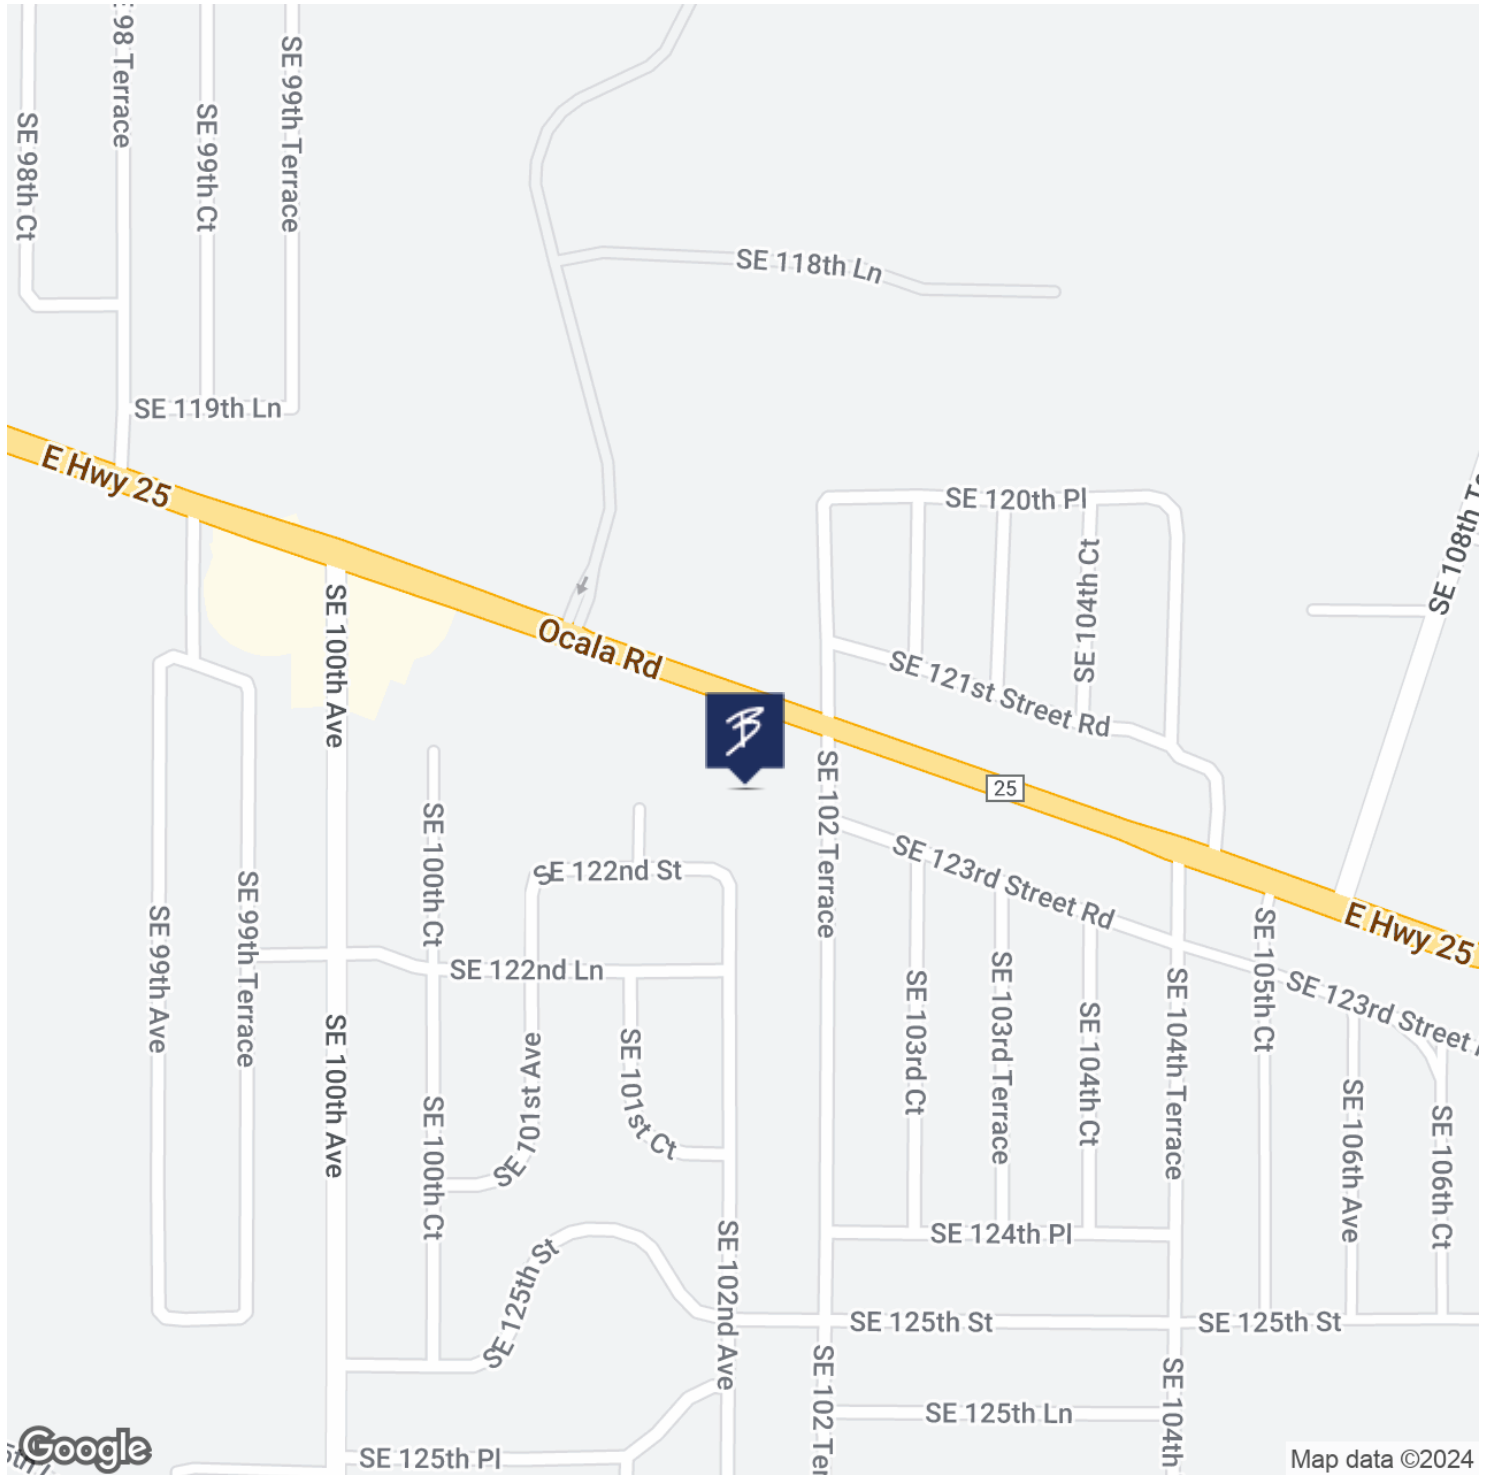 SE 98th Ct
98 Terrace
SE 99th Ct
SE 99th Terrace
SE 118th Ln
SE 119th Ln
E Hwy 25
SE 120th Pl
SE 104th Ct
SE 108th
SE 100th Ave
Ocala Rd
SE 121st Street Rd
B
25
SE 102 Terrace
SE 100th Ct
SE 122nd St
SE 123rd Street Rd
SE 99th Ave
SE 99th Terrace
SE 122nd Ln
E Hwy 25
SE 105th Ct
SE 123rd Street
SE 100th Ave
SE 101st Ave
SE 101st Ct
SE 103rd Ct
SE 103rd Terrace
SE 104th Ct
SE 104th Terrace
SE 106th Ave
SE 106th Ct
SE 100th Ct
SE 124th Pl
SE 125th St
SE 102nd Ave
SE 125th St
SE 125th St
SE 102 Ter
SE 125th Ln
SE 104th
SE 125th Pl
Google
Map data ©2024